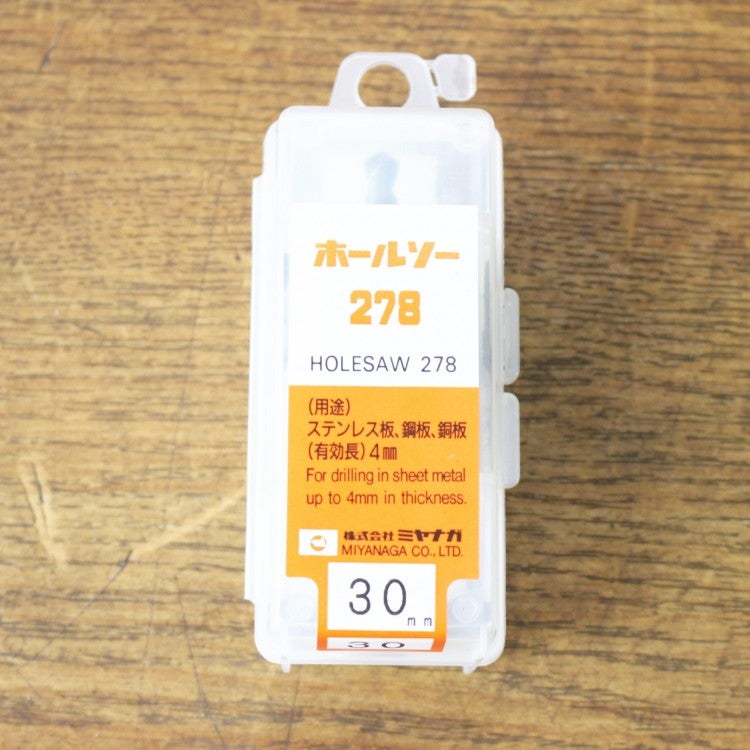 ホールソー
278
HOLESAW 278
(用途)
ステンレス板、鋼板、銅板
(有効長)4㎜
For drilling in sheet metal
up to 4mm in thickness.
株式会社ミヤナガ
MIYANAGA CO., LTD.
30mm
30